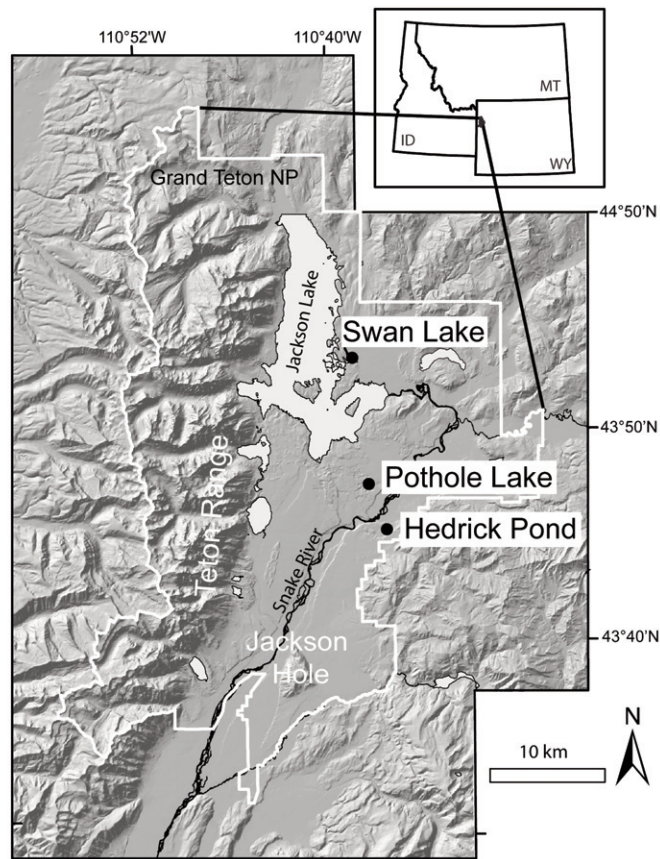 110°52'W
110°40'W
MT
ID
WY
Grand Teton NP
44°50'N
Jackson Lake
Swan Lake
43°50'N
Teton Range
Pothole Lake
Hedrick Pond
Snake River
43°40'N
Jackson
Hole
N
10 km